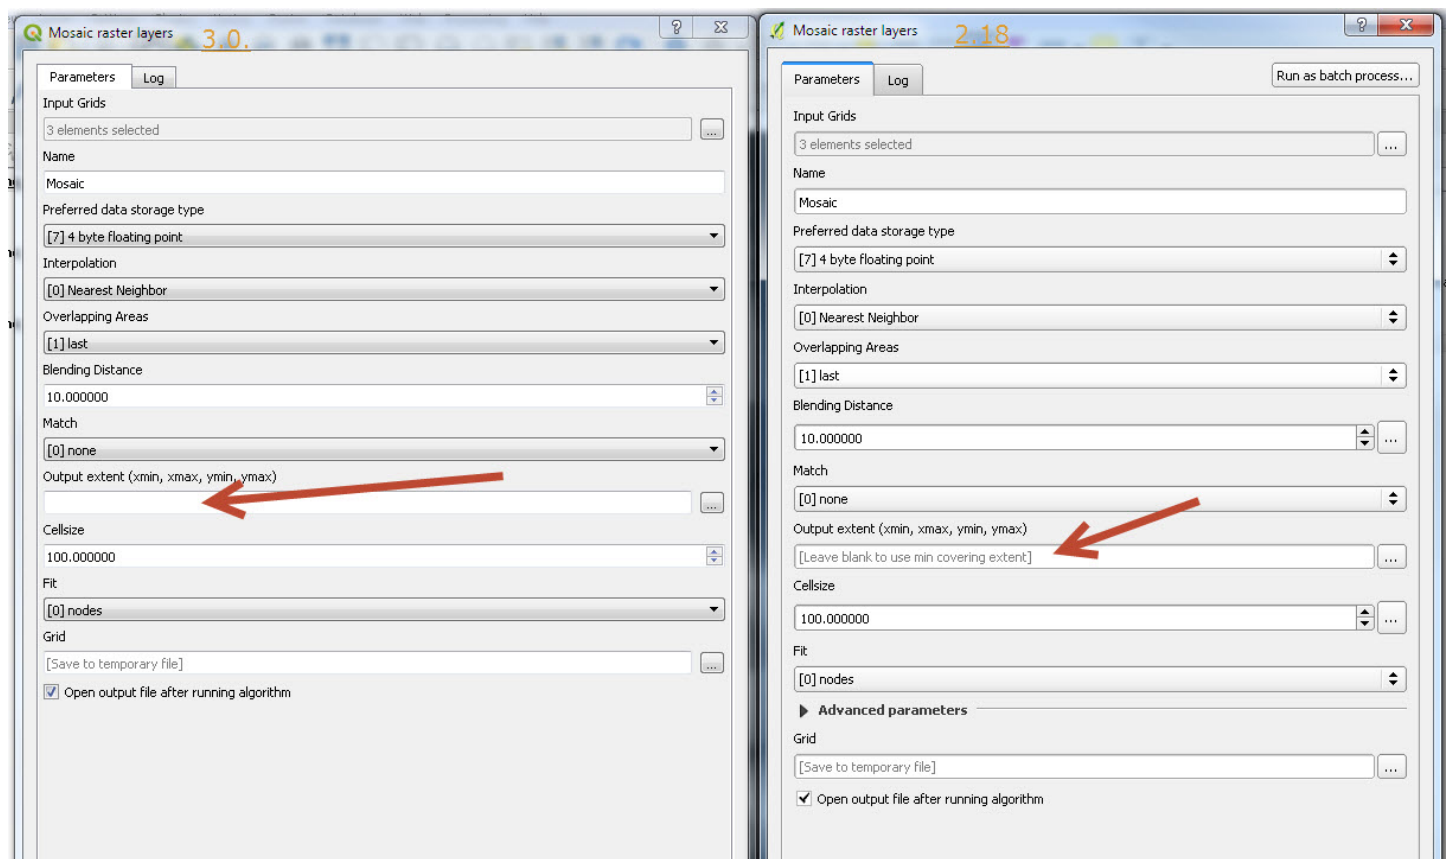 Mosaic raster layers 3.0.
Parameters Log
Input Grids
3 elements selected
...
Name
Mosaic
Preferred data storage type
[7] 4 byte floating point
Interpolation
[0] Nearest Neighbor
Overlapping Areas
[1] last
Blending Distance
10.000000
Match
[0] none
Output extent (xmin, xmax, ymin, ymax)
...
Cellsize
100.000000
Fit
[0] nodes
Grid
[Save to temporary file]
...
Open output file after running algorithm
Mosaic raster layers 2.18
Parameters Log Run as batch process...
Input Grids
3 elements selected
...
Name
Mosaic
Preferred data storage type
[7] 4 byte floating point
Interpolation
[0] Nearest Neighbor
Overlapping Areas
[1] last
Blending Distance
10.000000
...
Match
[0] none
Output extent (xmin, xmax, ymin, ymax)
[Leave blank to use min covering extent]
...
Cellsize
100.000000
...
Fit
[0] nodes
Advanced parameters
Grid
[Save to temporary file]
...
Open output file after running algorithm